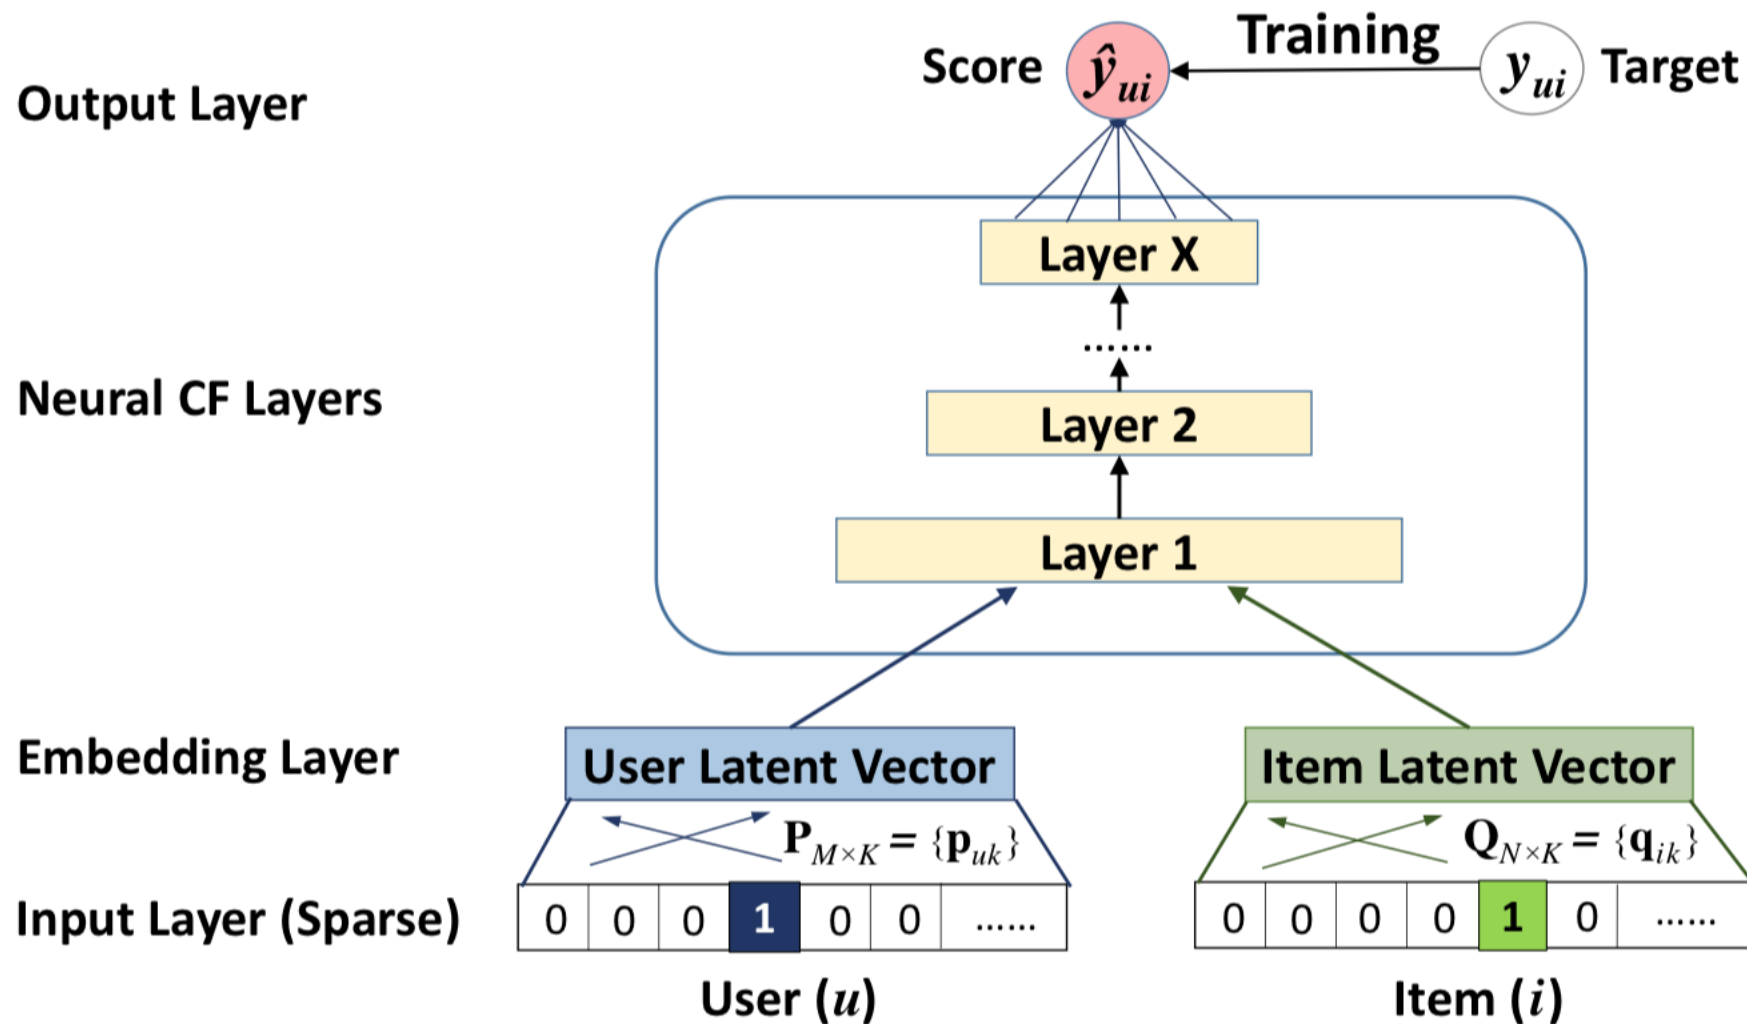 Score
ŷui
Training
yui
Target
Output Layer
Layer X
......
Neural CF Layers
Layer 2
Layer 1
Embedding Layer
User Latent Vector
Item Latent Vector
PM×K = {puk}
QN×K = {qik}
Input Layer (Sparse)
0 0 0 1 0 0 ......
0 0 0 0 1 0 ......
User (u)
Item (i)